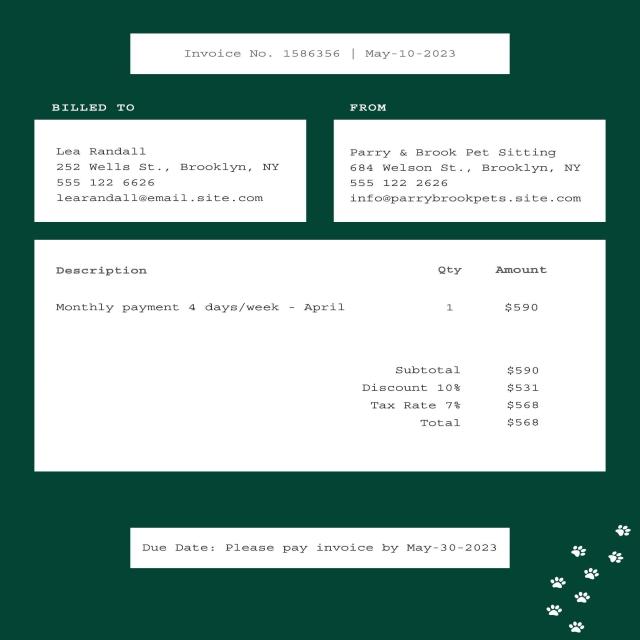 Invoice No. 1586356 | May-10-2023
BILLED TO
Lea Randall
252 Wells St., Brooklyn, NY
555 122 6626
learandall@email.site.com
FROM
Parry & Brook Pet Sitting
684 Welson St., Brooklyn, NY
555 122 2626
info@parrybrookpets.site.com
Description Qty Amount
Monthly payment 4 days/week - April 1 $590
Subtotal $590
Discount 10% $531
Tax Rate 7% $568
Total $568
Due Date: Please pay invoice by May-30-2023